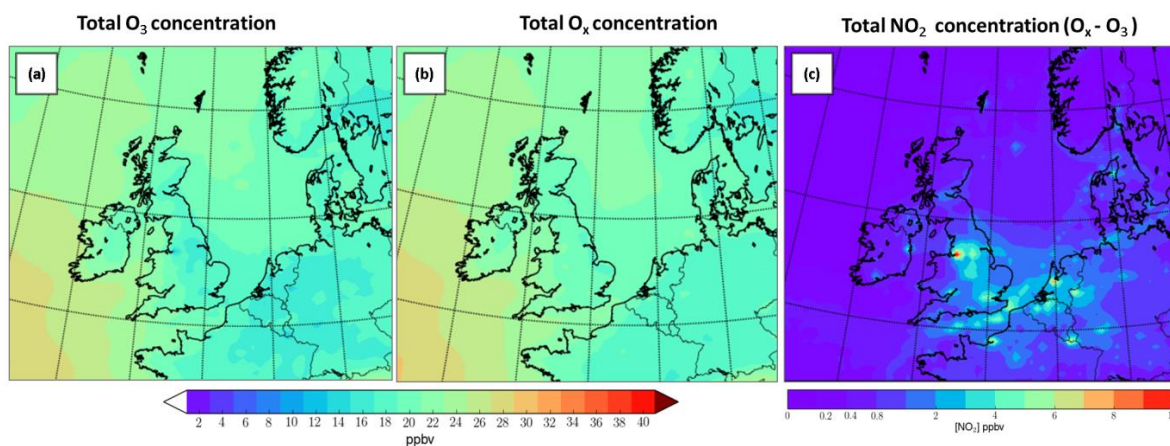 Total O₃ concentration
Total Oₓ concentration
Total NO₂ concentration (Oₓ - O₃)
(a)
(b)
(c)
2 4 6 8 10 12 14 16 18 20 22 24 26 28 30 32 34 36 38 40
ppbv
0 0.2 0.4 0.8 2 4 6 8
[NO₂] ppbv